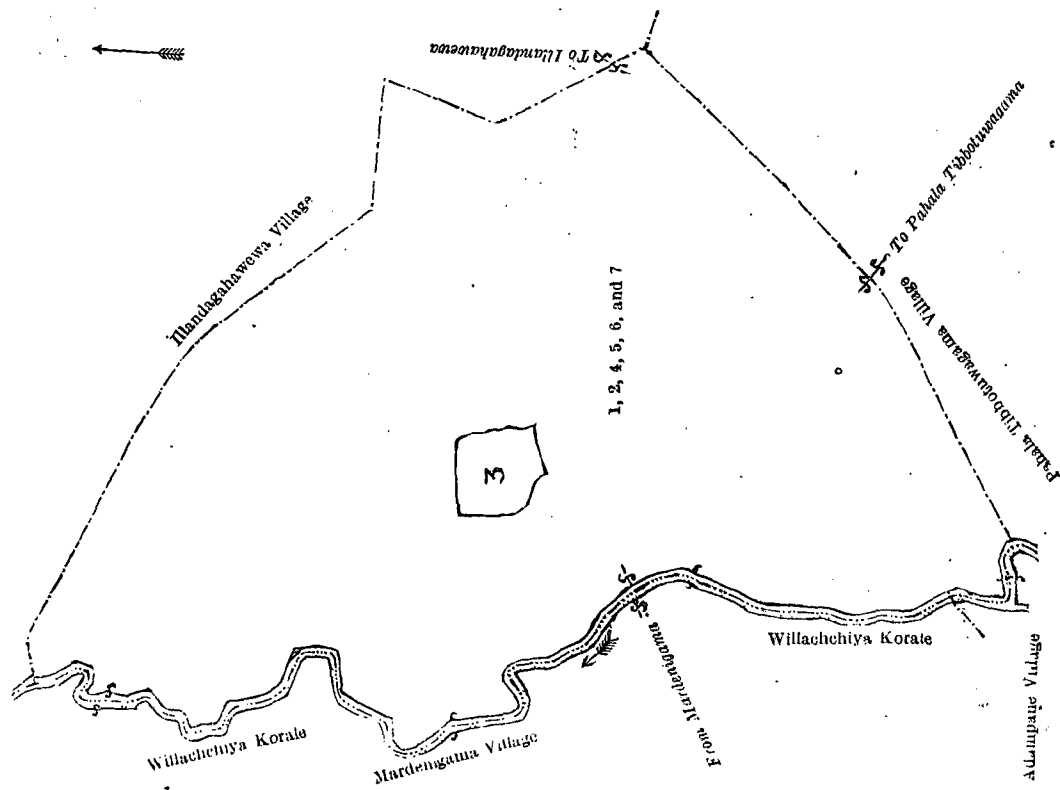 To Illandagahawewa
Illandagahawewa Village
To Pahala Tibbotuwagama
Pahala Tibbotuwagama Village
1, 2, 4, 5, 6, and 7
3
Willachchiya Korale
From Mardenigama
Willachchiya Korale
Mardenigama Village
Adampane Village